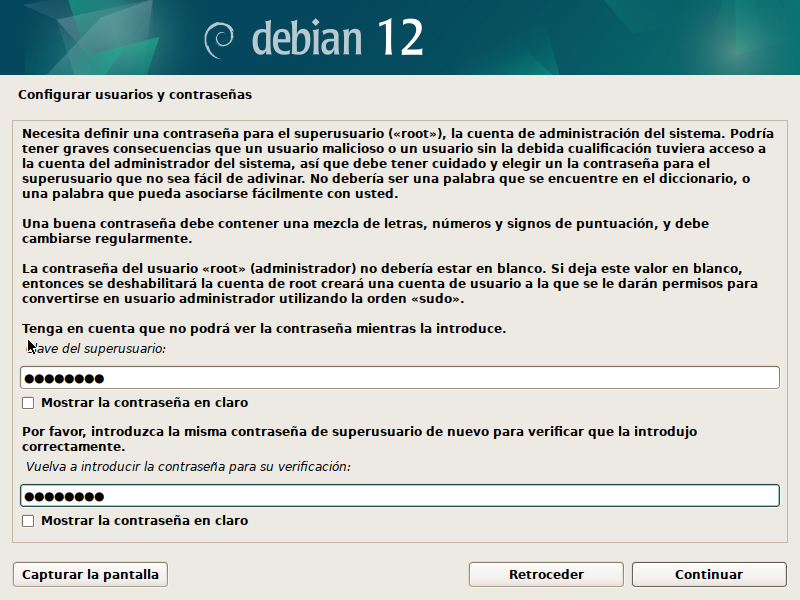 debian 12
Configurar usuarios y contraseñas
Necesita definir una contraseña para el superusuario («root»), la cuenta de administración del sistema. Podría
tener graves consecuencias que un usuario malicioso o un usuario sin la debida cualificación tuviera acceso a
la cuenta del administrador del sistema, así que debe tener cuidado y elegir un la contraseña para el
superusuario que no sea fácil de adivinar. No debería ser una palabra que se encuentre en el diccionario, o
una palabra que pueda asociarse fácilmente con usted.
Una buena contraseña debe contener una mezcla de letras, números y signos de puntuación, y debe
cambiarse regularmente.
La contraseña del usuario «root» (administrador) no debería estar en blanco. Si deja este valor en blanco,
entonces se deshabilitará la cuenta de root creará una cuenta de usuario a la que se le darán permisos para
convertirse en usuario administrador utilizando la orden «sudo».
Tenga en cuenta que no podrá ver la contraseña mientras la introduce.
Clave del superusuario:
●●●●●●●●
Mostrar la contraseña en claro
Por favor, introduzca la misma contraseña de superusuario de nuevo para verificar que la introdujo
correctamente.
Vuelva a introducir la contraseña para su verificación:
●●●●●●●●
Mostrar la contraseña en claro
Capturar la pantalla
Retroceder
Continuar